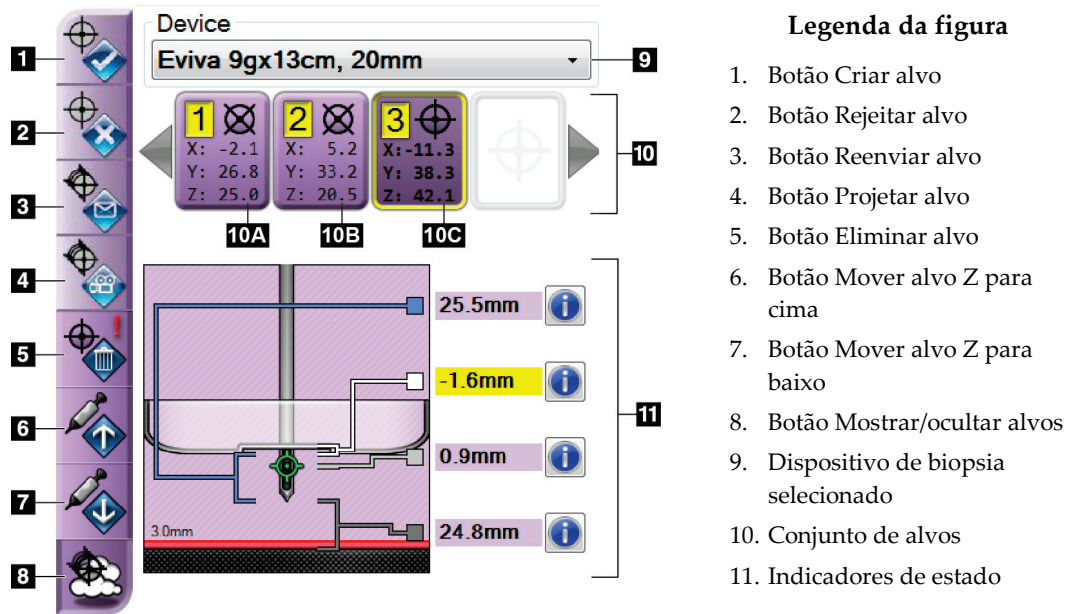 Device
Eviva 9gx13cm, 20mm
1
2
3
4
5
6
7
8
9
10
1
X: -2.1
Y: 26.8
Z: 25.0
2
X: 5.2
Y: 33.2
Z: 20.5
3
X:-11.3
Y: 38.3
Z: 42.1
10A
10B
10C
25.5mm
-1.6mm
0.9mm
24.8mm
3.0mm
11
Legenda da figura
1. Botão Criar alvo
2. Botão Rejeitar alvo
3. Botão Reenviar alvo
4. Botão Projetar alvo
5. Botão Eliminar alvo
6. Botão Mover alvo Z para
cima
7. Botão Mover alvo Z para
baixo
8. Botão Mostrar/ocultar alvos
9. Dispositivo de biopsia
selecionado
10. Conjunto de alvos
11. Indicadores de estado